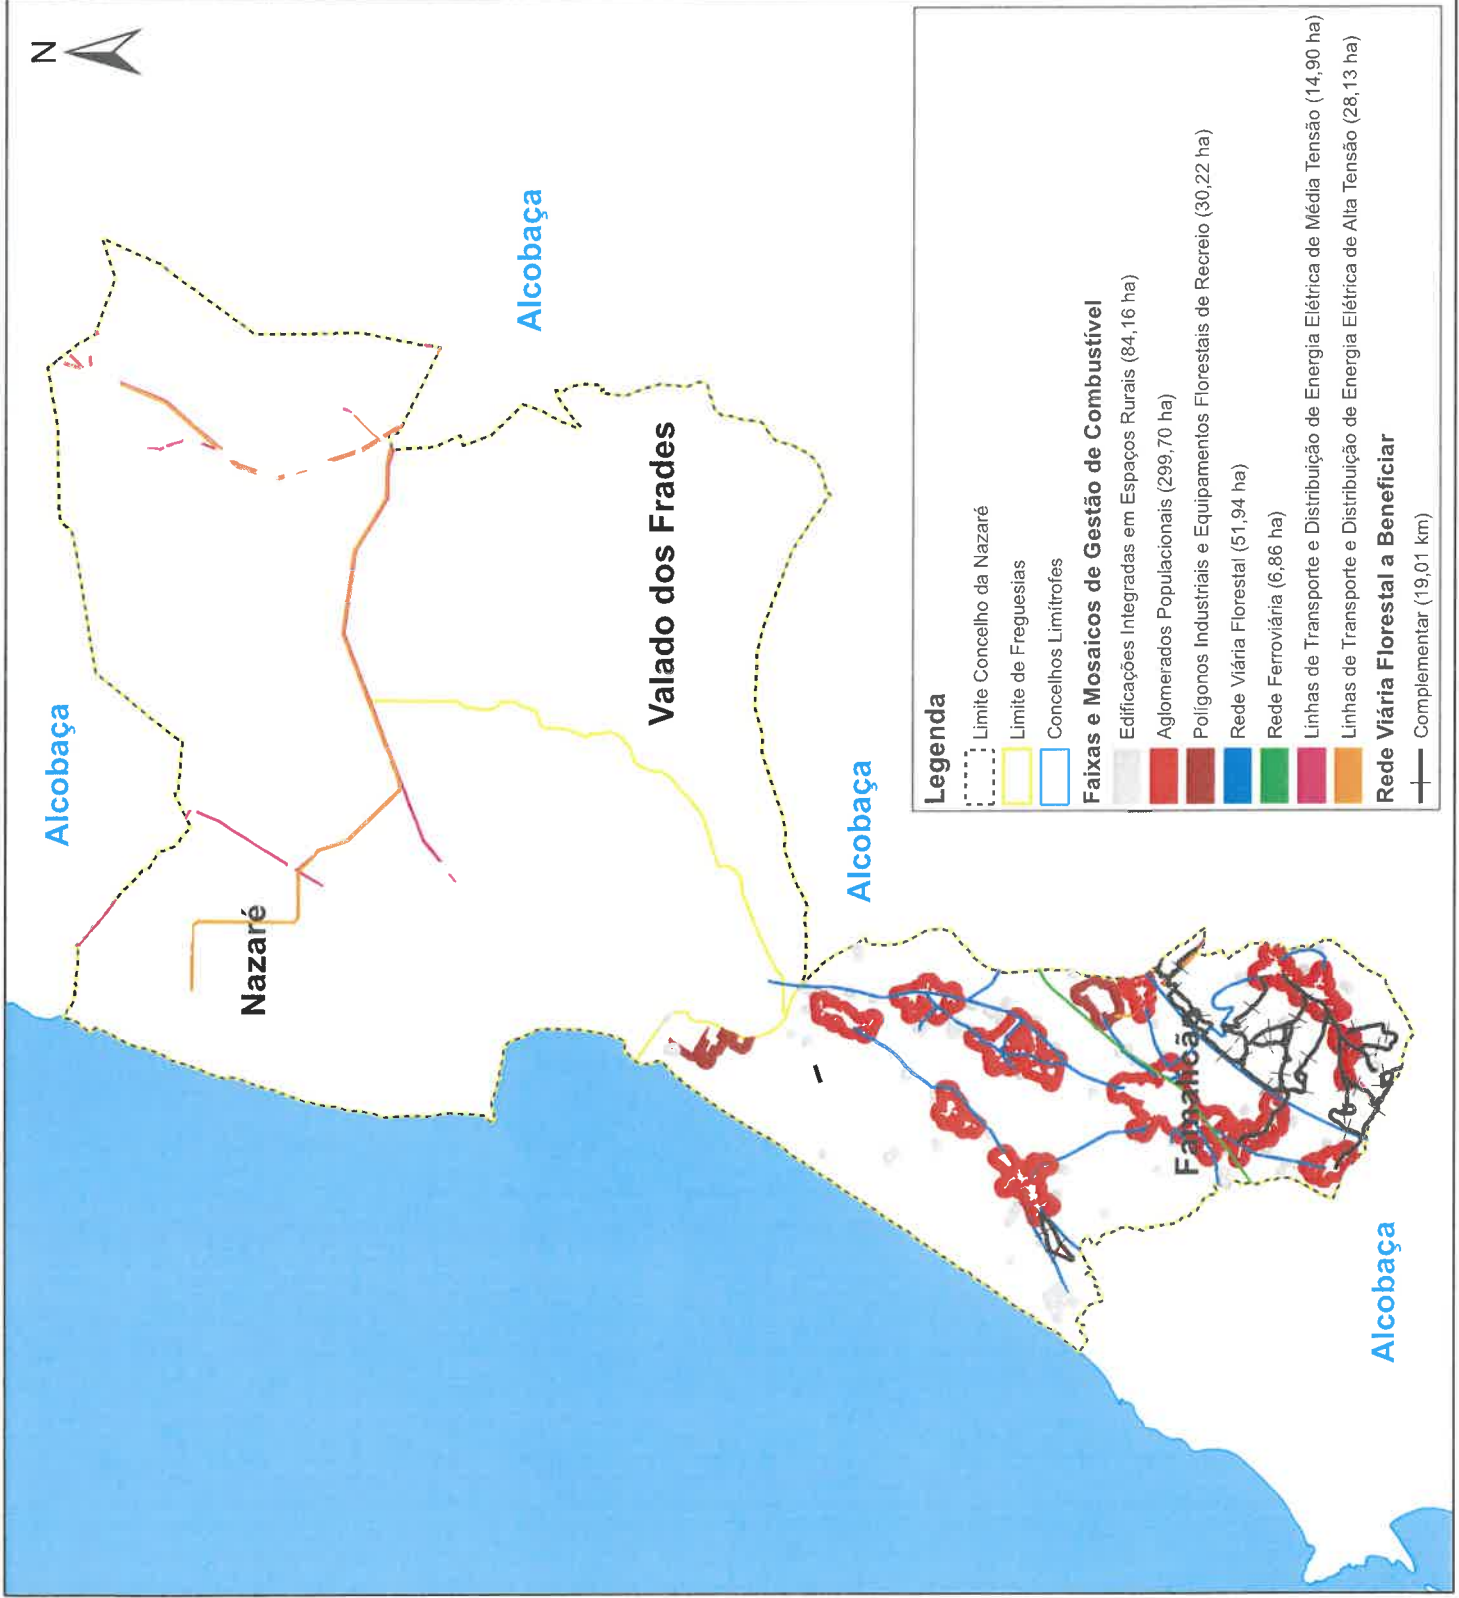 N
Alcobaça
Alcobaça
Nazaré
Valado dos Frades
Alcobaça
Famalicão
Alcobaça
Legenda
Limite Concelho da Nazaré
Limite de Freguesias
Concelhos Limítrofes
Faixas e Mosaicos de Gestão de Combustível
Edificações Integradas em Espaços Rurais (84,16 ha)
Aglomerados Populacionais (299,70 ha)
Polígonos Industriais e Equipamentos Florestais de Recreio (30,22 ha)
Rede Viária Florestal (51,94 ha)
Rede Ferroviária (6,86 ha)
Linhas de Transporte e Distribuição de Energia Elétrica de Média Tensão (14,90 ha)
Linhas de Transporte e Distribuição de Energia Elétrica de Alta Tensão (28,13 ha)
Rede Viária Florestal a Beneficiar
Complementar (19,01 km)